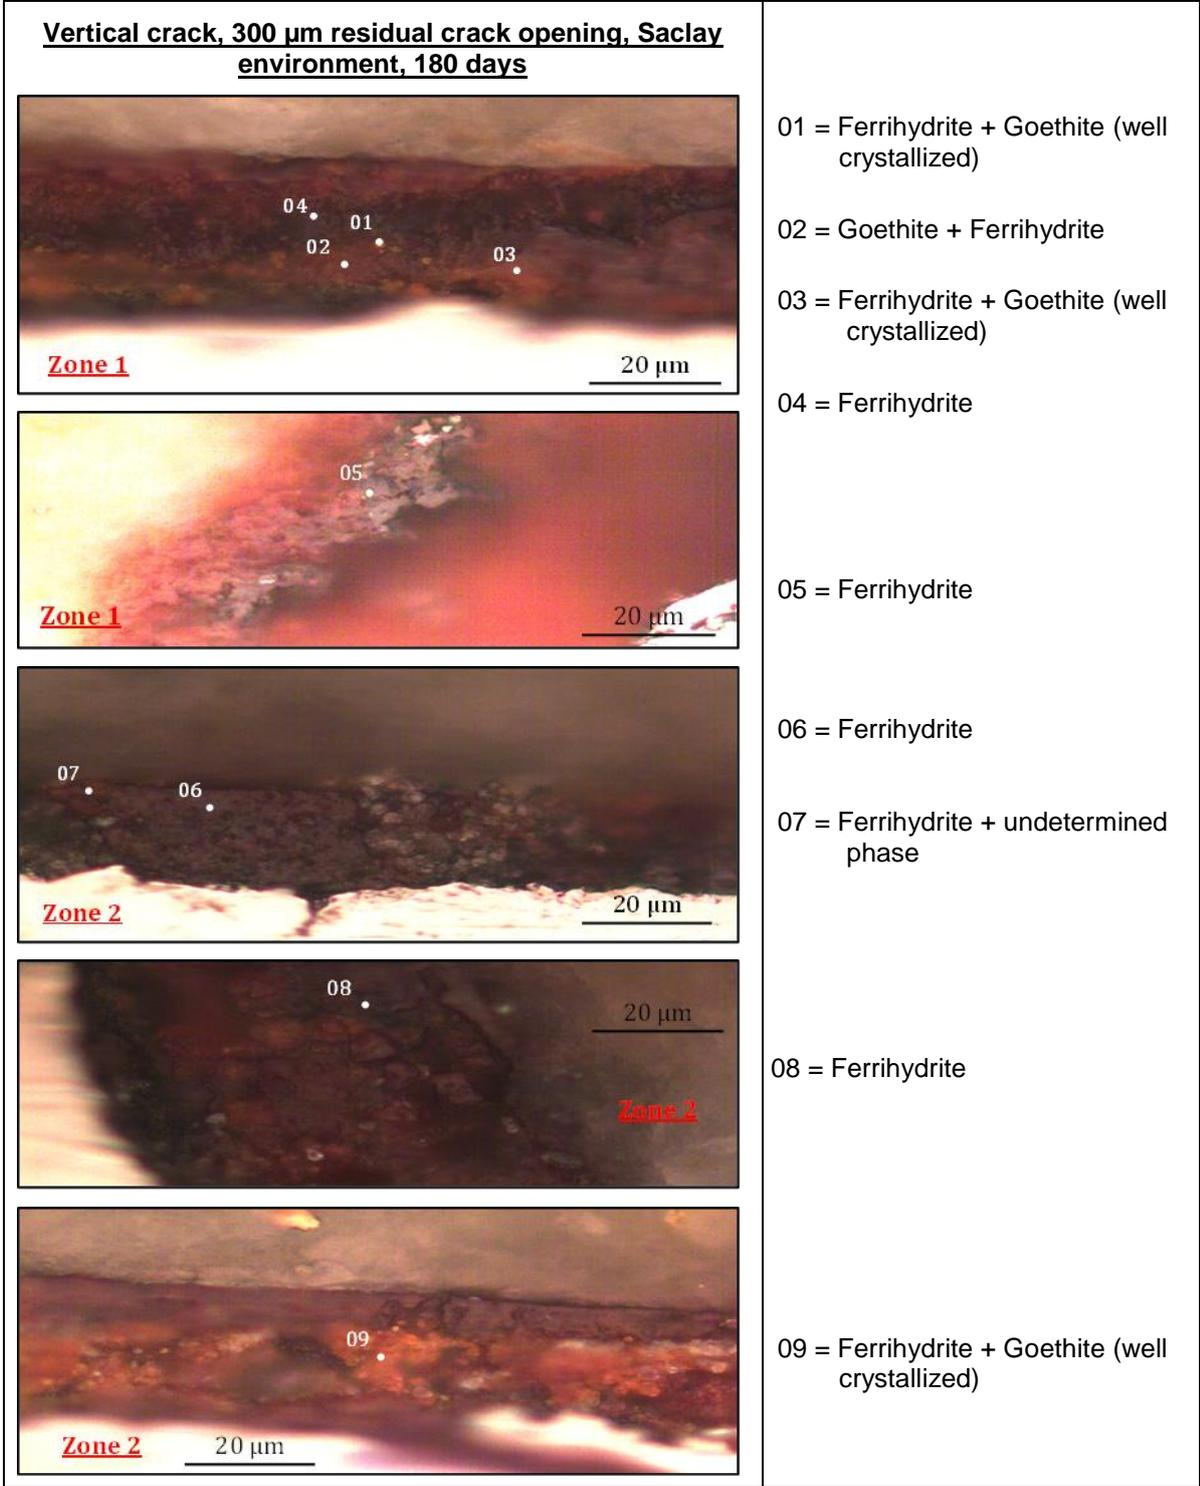 Vertical crack, 300 µm residual crack opening, Saclay
environment, 180 days
04
01
02
03
Zone 1
20 µm
01 = Ferrihydrite + Goethite (well
crystallized)
02 = Goethite + Ferrihydrite
03 = Ferrihydrite + Goethite (well
crystallized)
04 = Ferrihydrite
05
Zone 1
20 µm
05 = Ferrihydrite
07
06
Zone 2
20 µm
06 = Ferrihydrite
07 = Ferrihydrite + undetermined
phase
08
20 µm
Zone 2
08 = Ferrihydrite
09
Zone 2
20 µm
09 = Ferrihydrite + Goethite (well
crystallized)